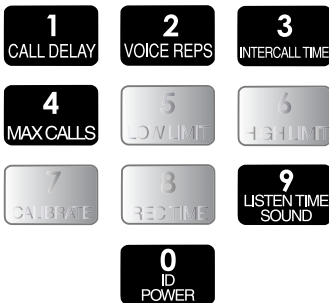 1
CALL DELAY
2
VOICE REPS
3
INTERCALL TIME
4
MAX CALLS
5
LOW LIMIT
6
HIGH LIMIT
7
CALIBRATE
8
REC TIME
9
LISTEN TIME
SOUND
0
ID
POWER